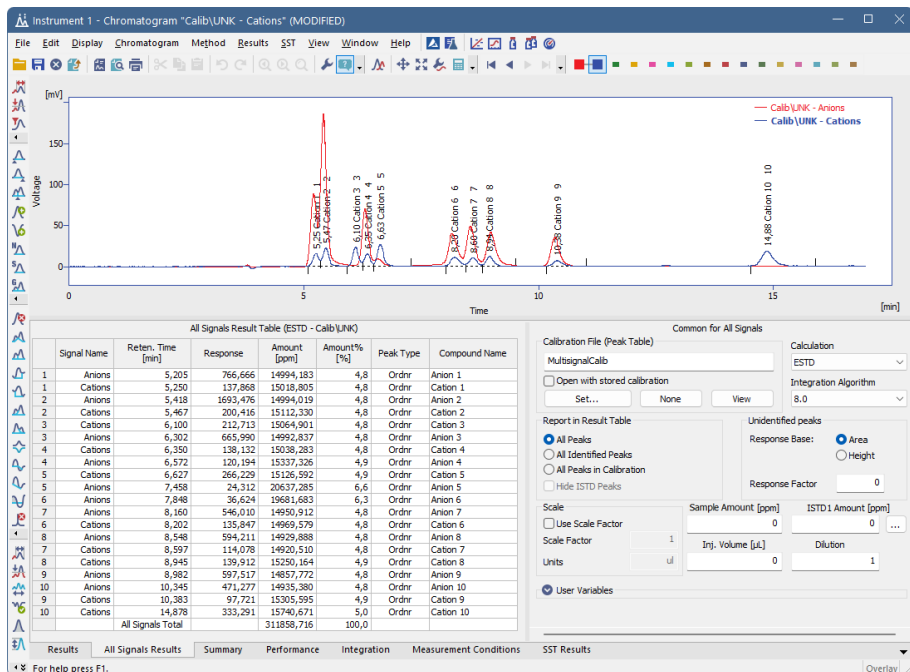 Instrument 1 - Chromatogram "Calib\UNK - Cations" (MODIFIED)
File Edit Display Chromatogram Method Results SST View Window Help
[mV]
Calib\UNK - Anions
Calib\UNK - Cations
150
100
50
0
Voltage
5,25 Cation 1 1
5,47 Cation 2 2
6,10 Cation 3 3
6,35 Cation 4 4
6,63 Cation 5 5
8,20 Cation 6 6
8,60 Cation 7 7
8,94 Cation 8 8
10,38 Cation 9 9
14,88 Cation 10 10
0 5 10 15
Time
[min]
All Signals Result Table (ESTD - Calib\UNK)
Signal Name Reten. Time [min] Response Amount [ppm] Amount% [%] Peak Type Compound Name
1 Anions 5,205 766,666 14994,183 4,8 Ordnr Anion 1
1 Cations 5,250 137,868 15018,805 4,8 Ordnr Cation 1
2 Anions 5,418 1693,476 14994,019 4,8 Ordnr Anion 2
2 Cations 5,467 200,416 15112,330 4,8 Ordnr Cation 2
3 Cations 6,100 212,713 15064,901 4,8 Ordnr Cation 3
3 Anions 6,302 665,990 14992,837 4,8 Ordnr Anion 3
4 Cations 6,350 138,132 15038,283 4,8 Ordnr Cation 4
4 Anions 6,572 120,194 15337,326 4,9 Ordnr Anion 4
5 Cations 6,627 266,229 15126,592 4,9 Ordnr Cation 5
5 Anions 7,458 24,312 20637,285 6,6 Ordnr Anion 5
6 Anions 7,848 36,624 19681,683 6,3 Ordnr Anion 6
7 Anions 8,160 546,010 14950,912 4,8 Ordnr Anion 7
6 Cations 8,202 135,847 14969,579 4,8 Ordnr Cation 6
8 Anions 8,548 594,211 14929,888 4,8 Ordnr Anion 8
7 Cations 8,597 114,078 14920,510 4,8 Ordnr Cation 7
8 Cations 8,945 139,912 15250,164 4,9 Ordnr Cation 8
9 Anions 8,982 597,517 14857,772 4,8 Ordnr Anion 9
10 Anions 10,345 471,277 14935,380 4,8 Ordnr Anion 10
9 Cations 10,383 97,721 15305,595 4,9 Ordnr Cation 9
10 Cations 14,878 333,291 15740,671 5,0 Ordnr Cation 10
All Signals Total 311858,716 100,0
Common for All Signals
Calibration File (Peak Table)
MultisignalCalib
Open with stored calibration
Set... None View
Calculation
ESTD
Integration Algorithm
8.0
Report in Result Table
All Peaks
All Identified Peaks
All Peaks in Calibration
Hide ISTD Peaks
Unidentified peaks
Response Base: Area
Height
Response Factor 0
Scale
Use Scale Factor
Scale Factor 1
Units ul
Sample Amount [ppm] ISTD1 Amount [ppm]
0 0 ...
Inj. Volume [µL] Dilution
0 1
User Variables
Results All Signals Results Summary Performance Integration Measurement Conditions SST Results
For help press F1.
Overlay